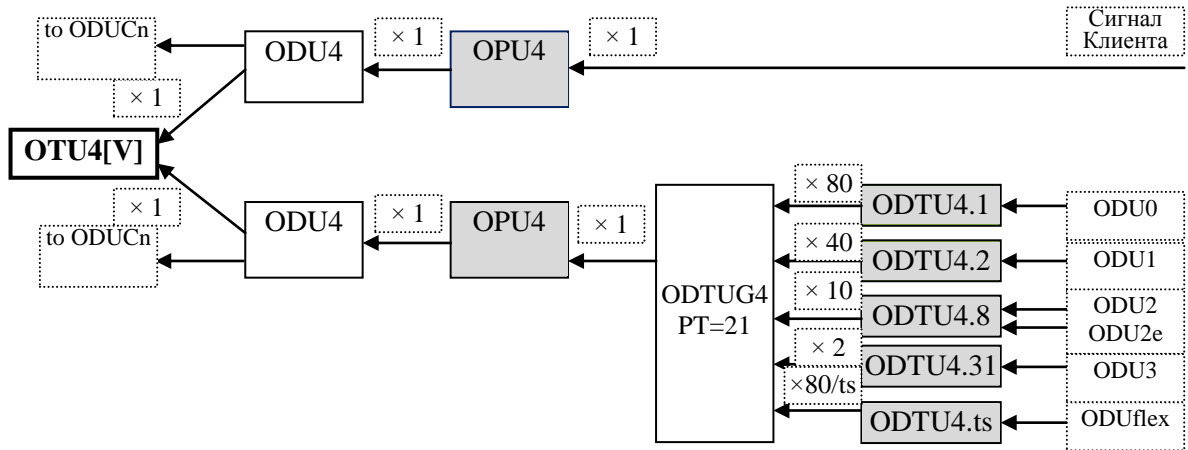 to ODUCn
ODU4
× 1
OPU4
× 1
Сигнал
Клиента
× 1
OTU4[V]
× 1
to ODUCn
ODU4
× 1
OPU4
× 1
ODTUG4
PT=21
× 80
ODTU4.1
ODU0
× 40
ODTU4.2
ODU1
× 10
ODTU4.8
ODU2
ODU2e
× 2
ODTU4.31
ODU3
×80/ts
ODTU4.ts
ODUflex